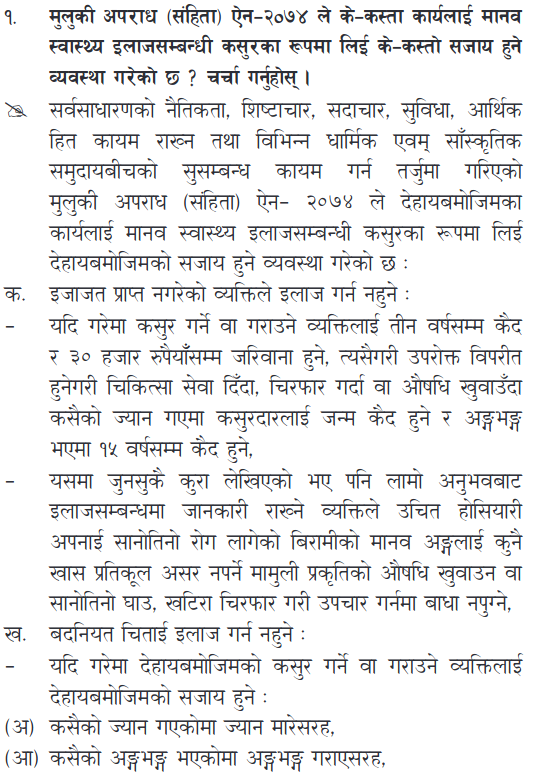 १. मुलुकी अपराध (संहिता) ऐन-२०७४ ले के-कस्ता कार्यलाई मानव
स्वास्थ्य इलाजसम्बन्धी कसुरका रूपमा लिई के-कस्तो सजाय हुने
व्यवस्था गरेको छ ? चर्चा गर्नुहोस् ।
सर्वसाधारणको नैतिकता, शिष्टाचार, सदाचार, सुविधा, आर्थिक
हित कायम राख्न तथा विभिन्न धार्मिक एवम् साँस्कृतिक
समुदायबीचको सुसम्बन्ध कायम गर्न तर्जुमा गरिएको
मुलुकी अपराध (संहिता) ऐन- २०७४ ले देहायबमोजिमका
कार्यलाई मानव स्वास्थ्य इलाजसम्बन्धी कसुरका रूपमा लिई
देहायबमोजिमको सजाय हुने व्यवस्था गरेको छ :
क. इजाजत प्राप्त नगरेको व्यक्तिले इलाज गर्न नहुने :
- यदि गरेमा कसुर गर्ने वा गराउने व्यक्तिलाई तीन वर्षसम्म कैद
र ३० हजार रुपैयाँसम्म जरिवाना हुने, त्यसैगरी उपरोक्त विपरीत
हुनेगरी चिकित्सा सेवा दिँदा, चिरफार गर्दा वा औषधि खुवाउँदा
कसैको ज्यान गएमा कसुरदारलाई जन्म कैद हुने र अङ्गभङ्ग
भएमा १५ वर्षसम्म कैद हुने,
- यसमा जुनसुकै कुरा लेखिएको भए पनि लामो अनुभवबाट
इलाजसम्बन्धमा जानकारी राख्ने व्यक्तिले उचित होसियारी
अपनाई सानोतिनो रोग लागेको बिरामीको मानव अङ्गलाई कुनै
खास प्रतिकूल असर नपर्ने मामुली प्रकृतिको औषधि खुवाउन वा
सानोतिनो घाउ, खटिरा चिरफार गरी उपचार गर्नमा बाधा नपुग्ने,
ख. बदनियत चिताई इलाज गर्न नहुने :
- यदि गरेमा देहायबमोजिमको कसुर गर्ने वा गराउने व्यक्तिलाई
देहायबमोजिमको सजाय हुने :
(अ) कसैको ज्यान गएकोमा ज्यान मारेसरह,
(आ) कसैको अङ्गभङ्ग भएकोमा अङ्गभङ्ग गराएसरह,